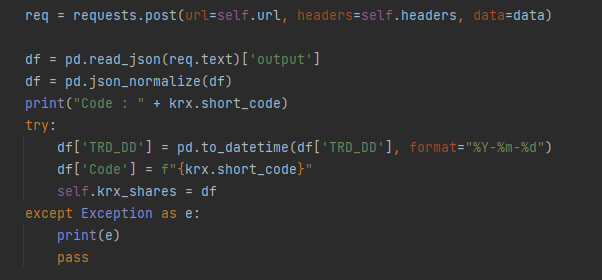 req = requests.post(url=self.url, headers=self.headers, data=data)
df = pd.read_json(req.text)['output']
df = pd.json_normalize(df)
print("Code : " + krx.short_code)
try:
df['TRD_DD'] = pd.to_datetime(df['TRD_DD'], format="%Y-%m-%d")
df['Code'] = f"{krx.short_code}"
self.krx_shares = df
except Exception as e:
print(e)
pass